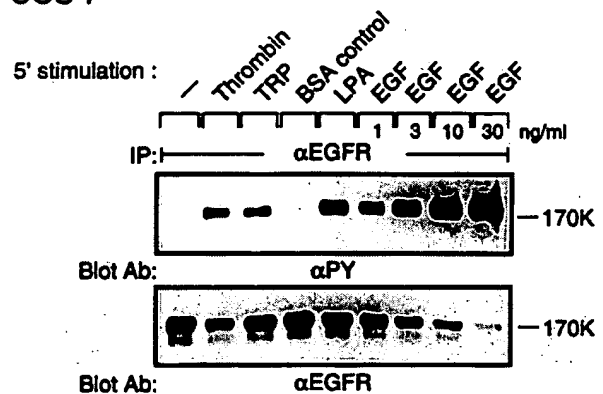 5' stimulation : – Thrombin TRP BSA control LPA EGF EGF EGF EGF
1 3 10 30 ng/ml
IP: αEGFR
170K
Blot Ab: αPY
170K
Blot Ab: αEGFR